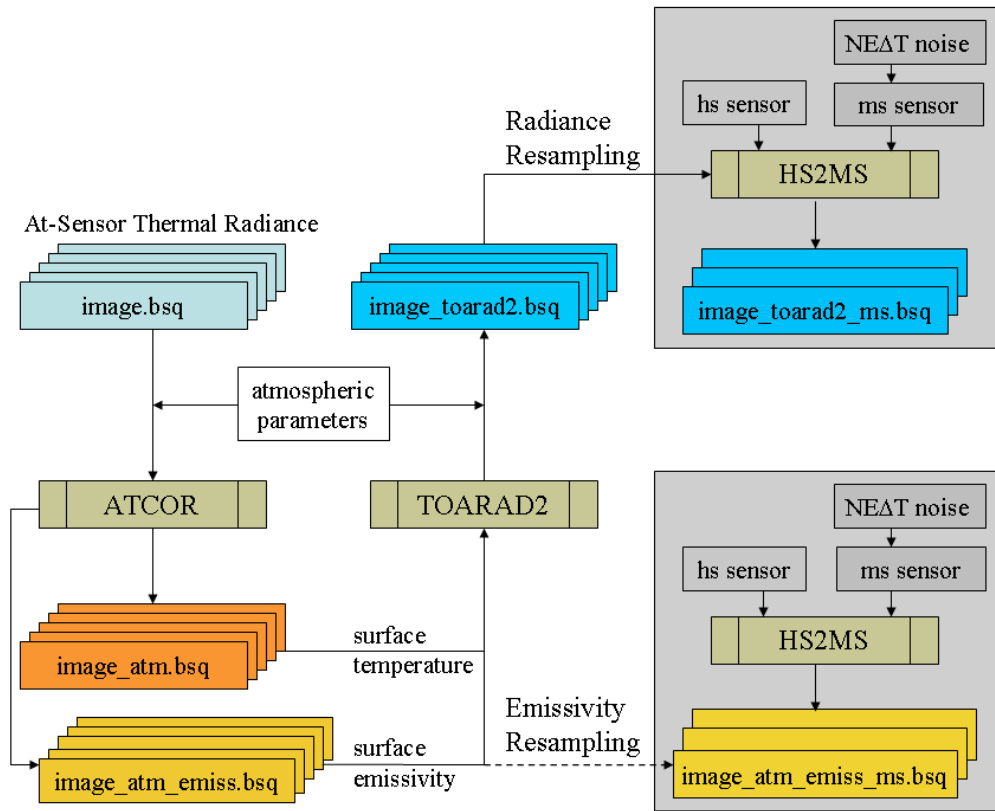 NEΔT noise
hs sensor
ms sensor
Radiance
Resampling
HS2MS
At-Sensor Thermal Radiance
image.bsq
image_toarad2.bsq
image_toarad2_ms.bsq
atmospheric
parameters
ATCOR
TOARAD2
NEΔT noise
hs sensor
ms sensor
HS2MS
surface
temperature
image_atm.bsq
Emissivity
Resampling
surface
emissivity
image_atm_emiss.bsq
image_atm_emiss_ms.bsq